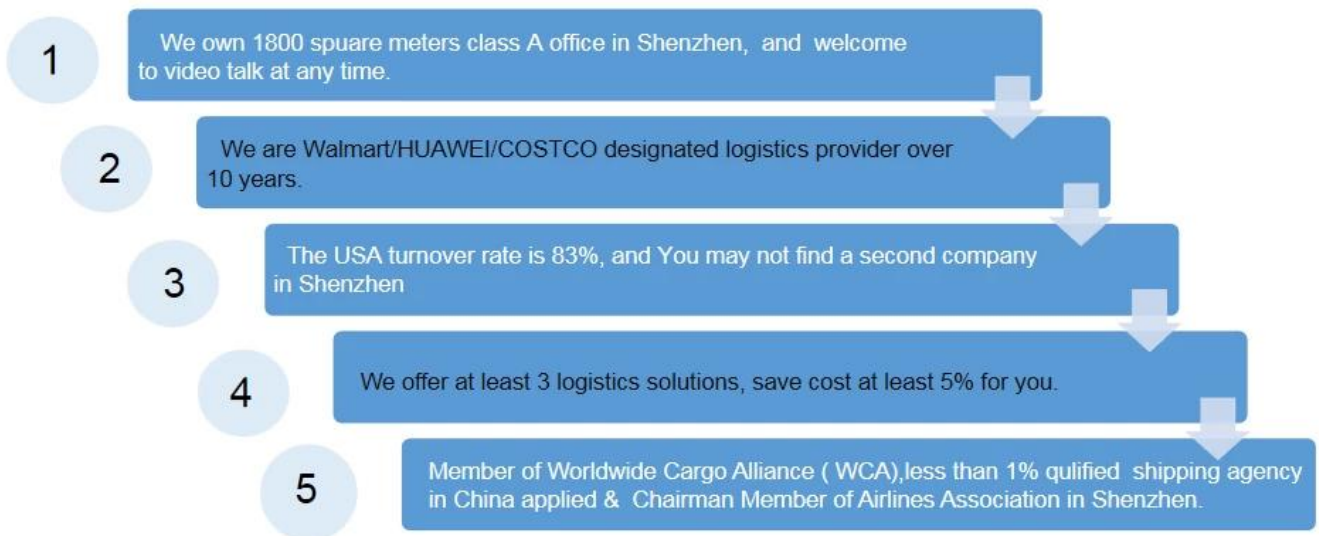 1
We own 1800 spuare meters class A office in Shenzhen, and welcome
to video talk at any time.
2
We are Walmart/HUAWEI/COSTCO designated logistics provider over
10 years.
3
The USA turnover rate is 83%, and You may not find a second company
in Shenzhen
4
We offer at least 3 logistics solutions, save cost at least 5% for you.
5
Member of Worldwide Cargo Alliance ( WCA),less than 1% qulified shipping agency
in China applied & Chairman Member of Airlines Association in Shenzhen.